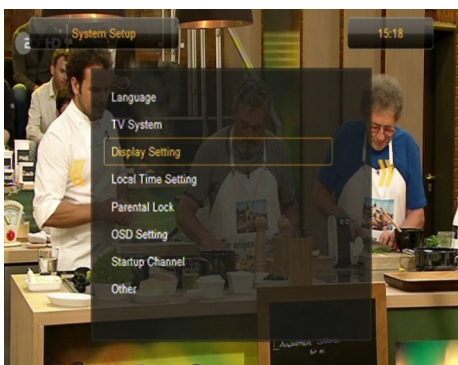 System Setup
15:18
Language
TV System
Display Setting
Local Time Setting
Parental Lock
OSD Setting
Startup Channel
Other